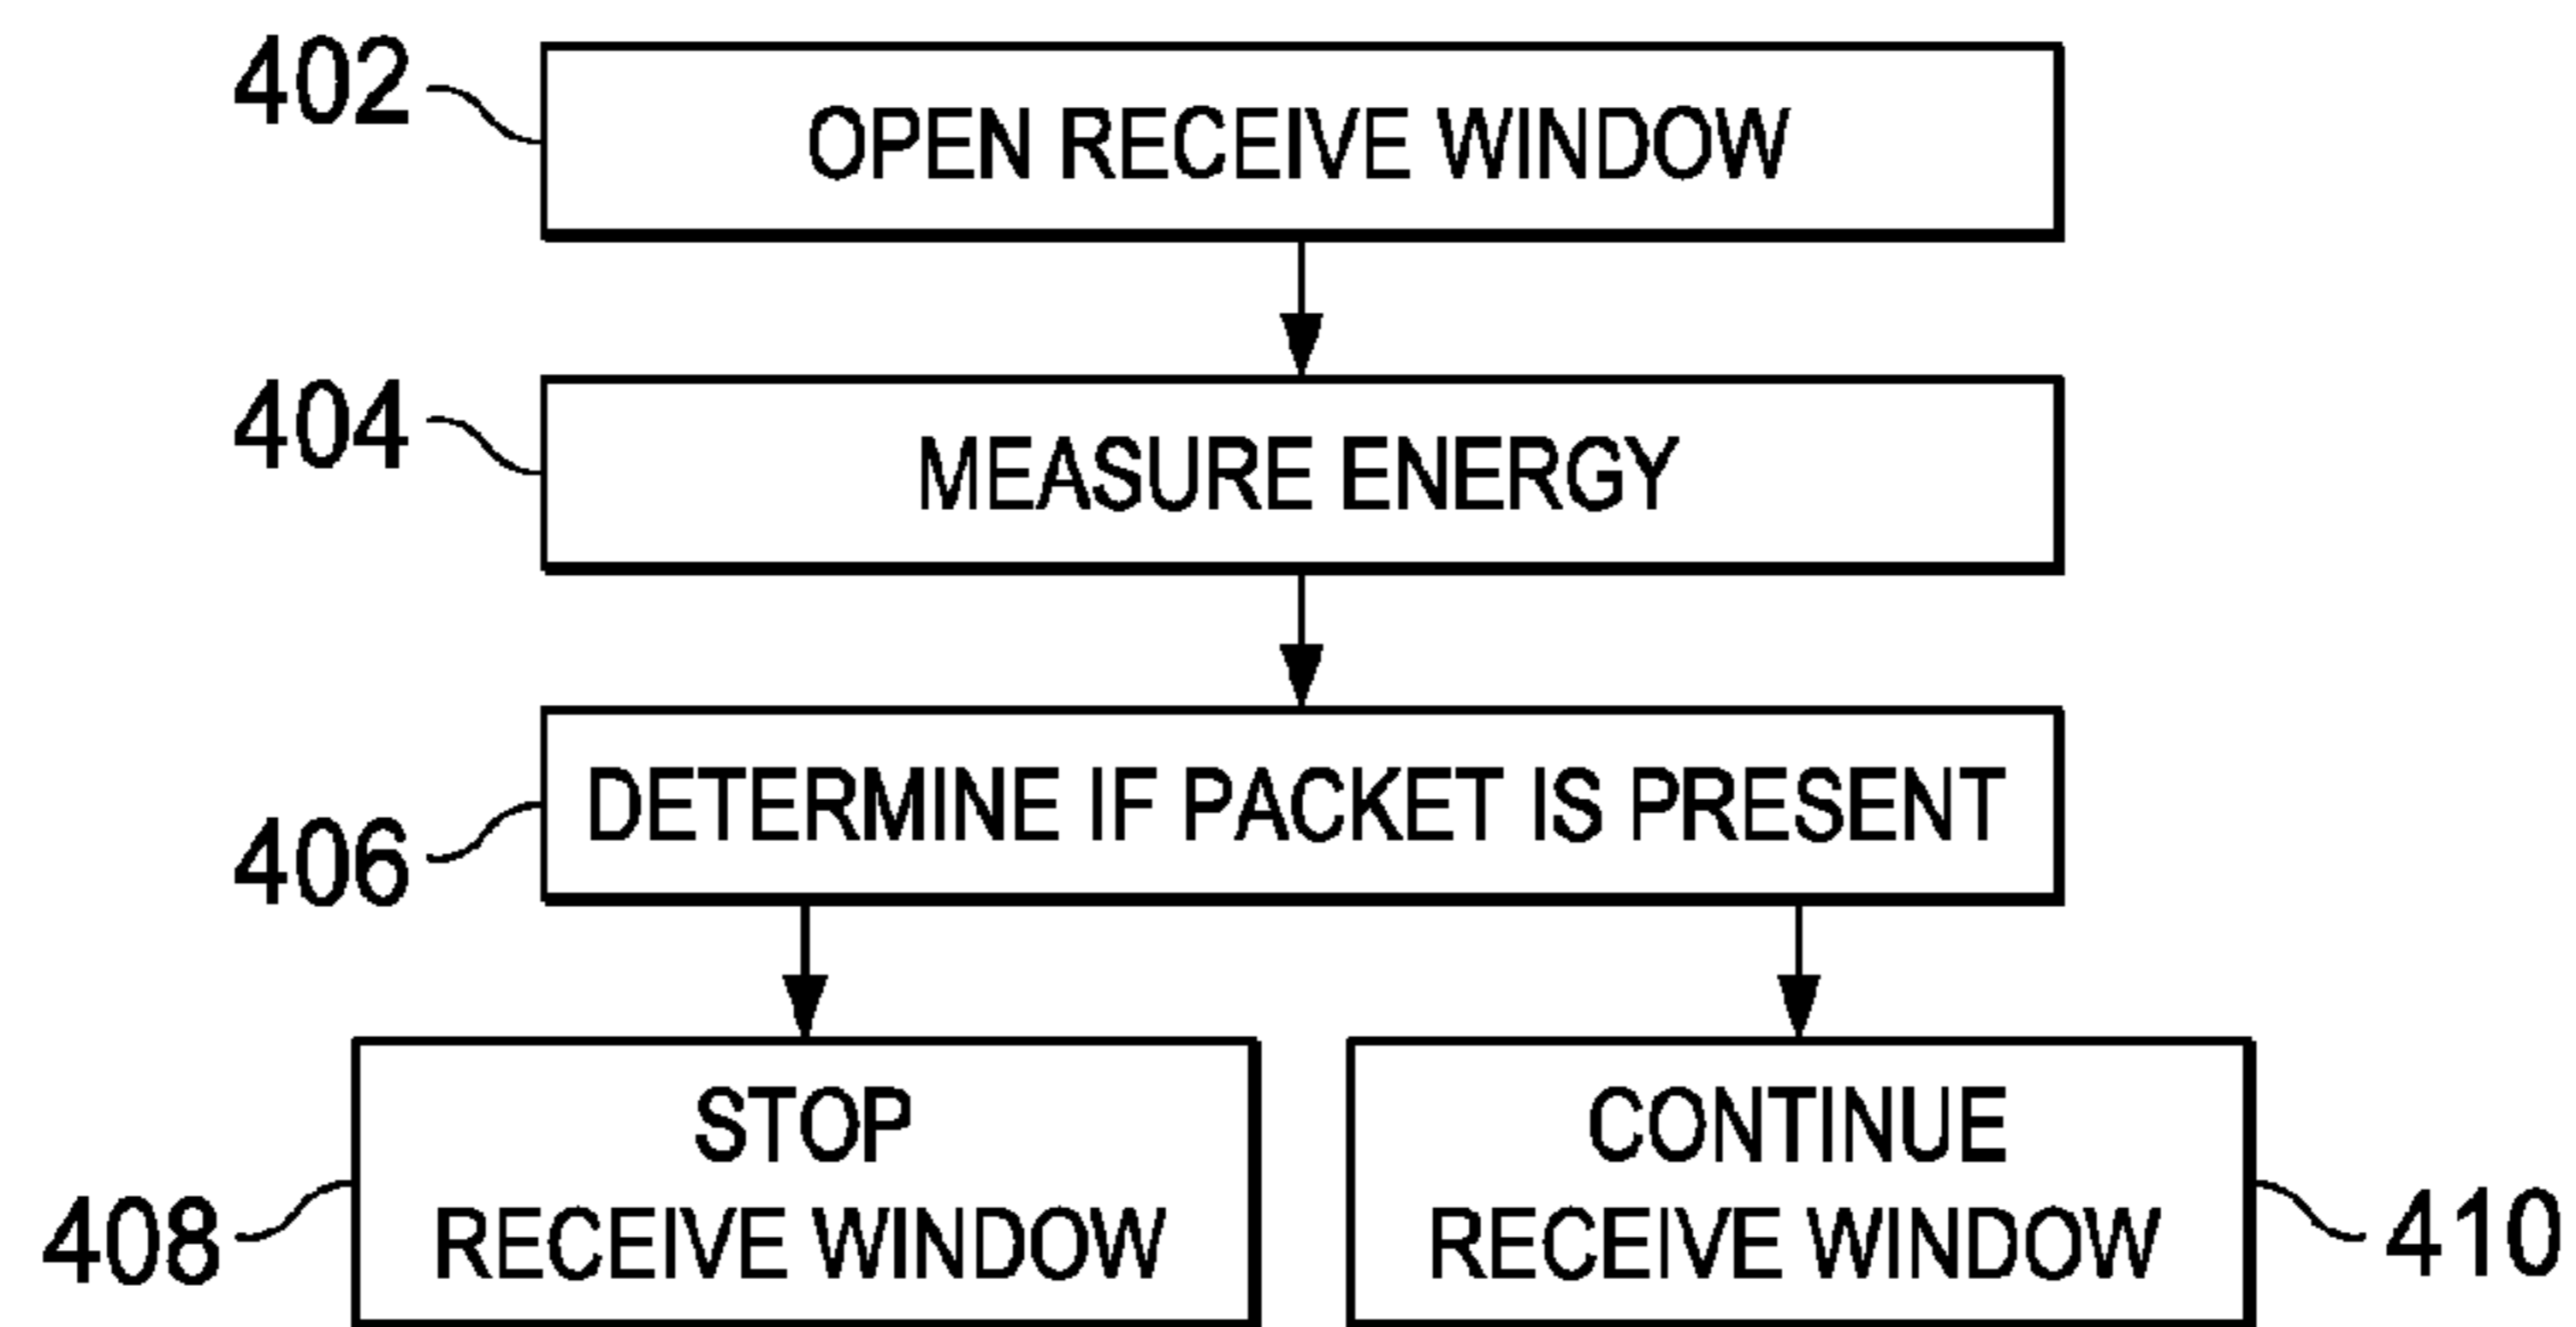 402
OPEN RECEIVE WINDOW
404
MEASURE ENERGY
406
DETERMINE IF PACKET IS PRESENT
408
STOP
RECEIVE WINDOW
CONTINUE
RECEIVE WINDOW
410